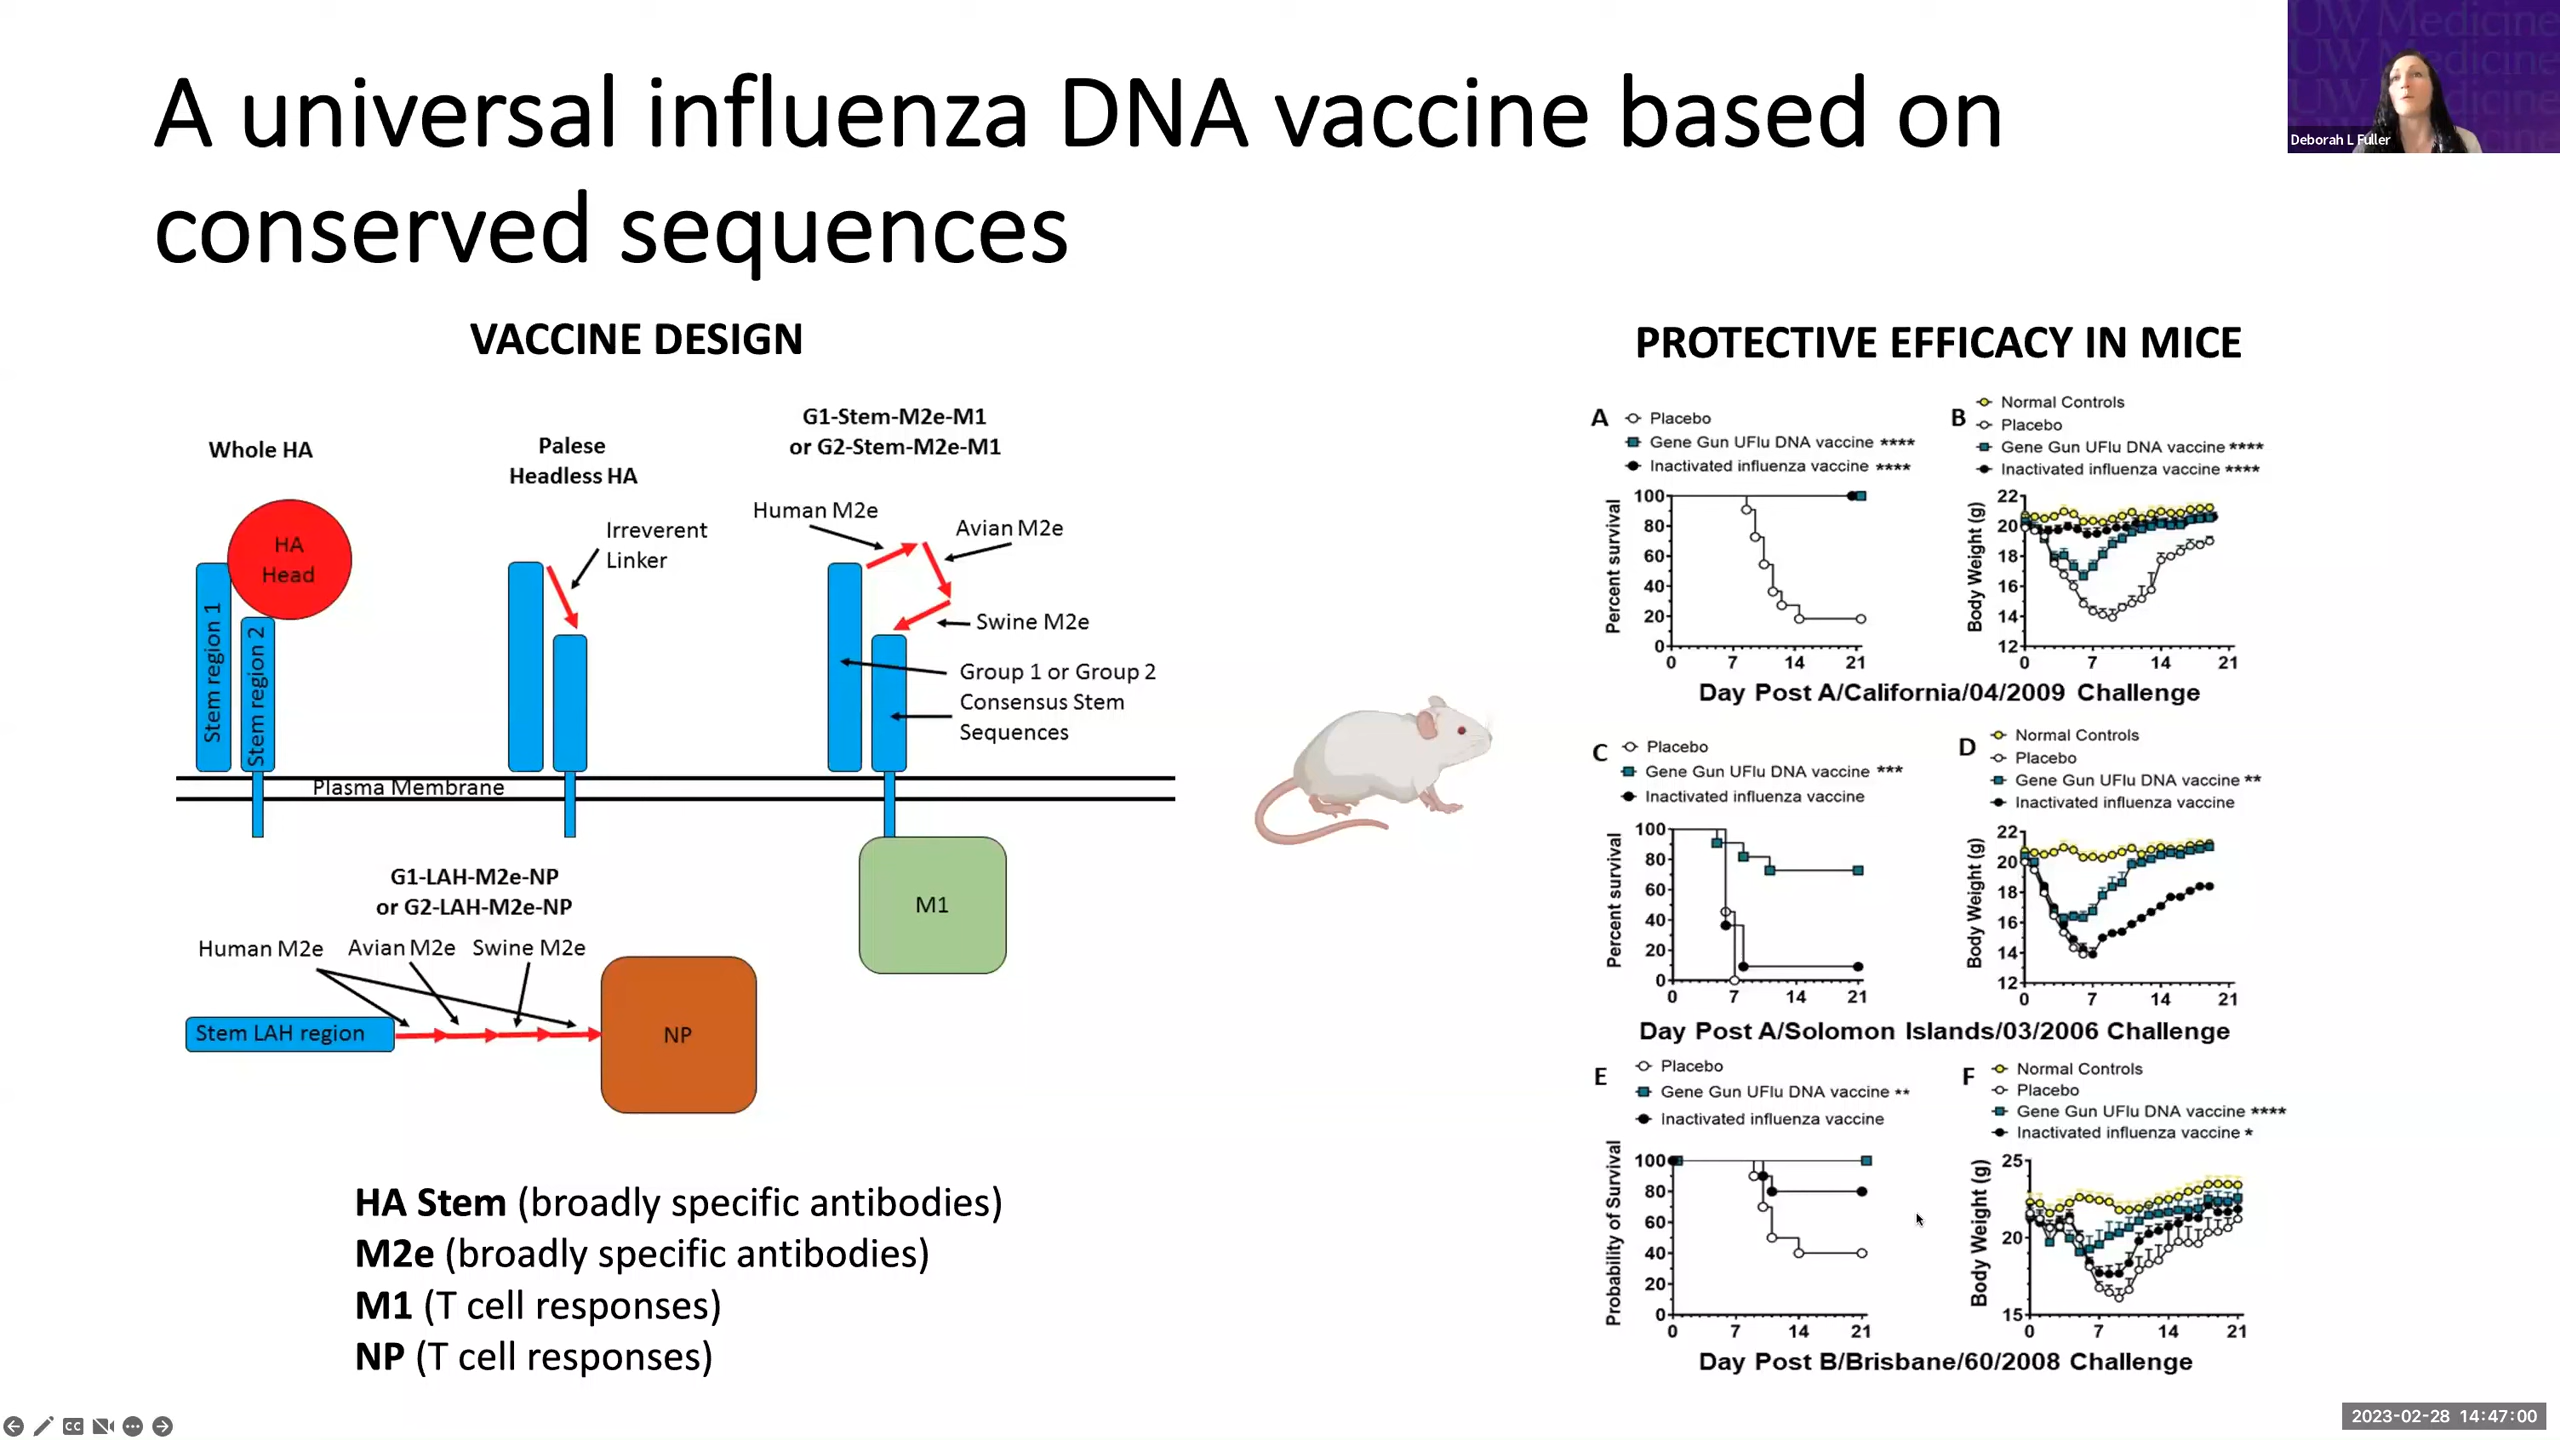 A universal influenza DNA vaccine based on
conserved sequences
UW Medicine
UW Medicine
UW Medicine
Deborah L Fuller
VACCINE DESIGN
Whole HA
HA
Head
Stem region 1
Stem region 2
Palese
Headless HA
Irreverent
Linker
G1-Stem-M2e-M1
or G2-Stem-M2e-M1
Human M2e
Avian M2e
Swine M2e
Group 1 or Group 2
Consensus Stem
Sequences
Plasma Membrane
M1
G1-LAH-M2e-NP
or G2-LAH-M2e-NP
Human M2e Avian M2e Swine M2e
Stem LAH region
NP
HA Stem (broadly specific antibodies)
M2e (broadly specific antibodies)
M1 (T cell responses)
NP (T cell responses)
PROTECTIVE EFFICACY IN MICE
A
Placebo
Gene Gun UFlu DNA vaccine ****
Inactivated influenza vaccine ****
Percent survival
100
80
60
40
20
0
0 7 14 21
B
Normal Controls
Placebo
Gene Gun UFlu DNA vaccine ****
Inactivated influenza vaccine ****
Body Weight (g)
22
20
18
16
14
12
0 7 14 21
Day Post A/California/04/2009 Challenge
C
Placebo
Gene Gun UFlu DNA vaccine ***
Inactivated influenza vaccine
Percent survival
100
80
60
40
20
0
0 7 14 21
D
Normal Controls
Placebo
Gene Gun UFlu DNA vaccine **
Inactivated influenza vaccine
Body Weight (g)
22
20
18
16
14
12
0 7 14 21
Day Post A/Solomon Islands/03/2006 Challenge
E
Placebo
Gene Gun UFlu DNA vaccine **
Inactivated influenza vaccine
Probability of Survival
100
80
60
40
20
0
0 7 14 21
F
Normal Controls
Placebo
Gene Gun UFlu DNA vaccine ****
Inactivated influenza vaccine *
Body Weight (g)
25
20
15
0 7 14 21
Day Post B/Brisbane/60/2008 Challenge
CC
2023-02-28 14:47:00